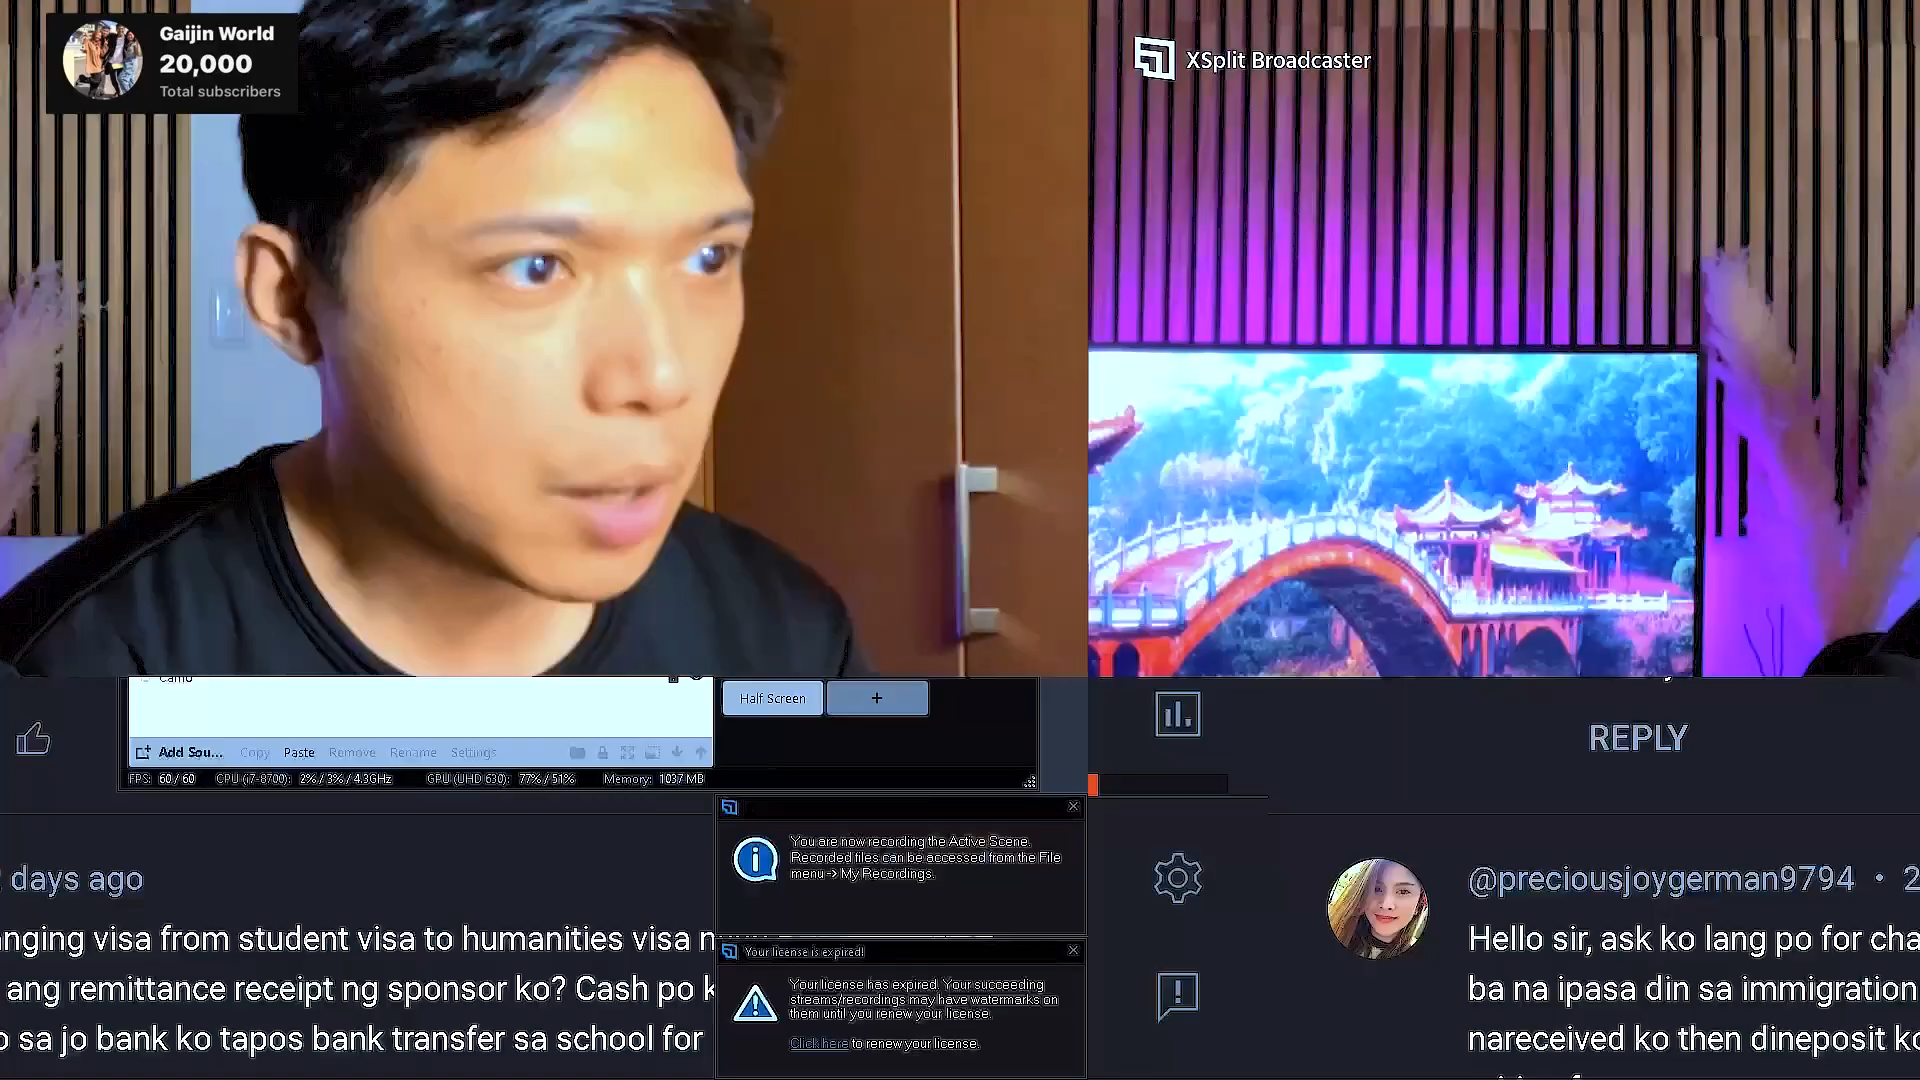 Gaijin World
20,000
Total subscribers
XSplit Broadcaster
Half Screen
+
Add Sou...
Copy
Paste
Remove
Rename
Settings
FPS: 60 / 60
CPU (i7-8700): 2% / 3% / 4.3GHz
GPU (UHD 630): 77% / 51%
Memory: 1037 MB
REPLY
You are now recording the Active Scene.
Recorded files can be accessed from the File
menu -> My Recordings.
Your license is expired!
Your license has expired. Your succeeding
streams/recordings may have watermarks on
them until you renew your license.
Click here to renew your license.
days ago
anging visa from student visa to humanities visa
ang remittance receipt ng sponsor ko? Cash po
sa jo bank ko tapos bank transfer sa school for
@preciousjoygerman9794 • 2
Hello sir, ask ko lang po for cha
ba na ipasa din sa immigration
nareceived ko then dineposit ko